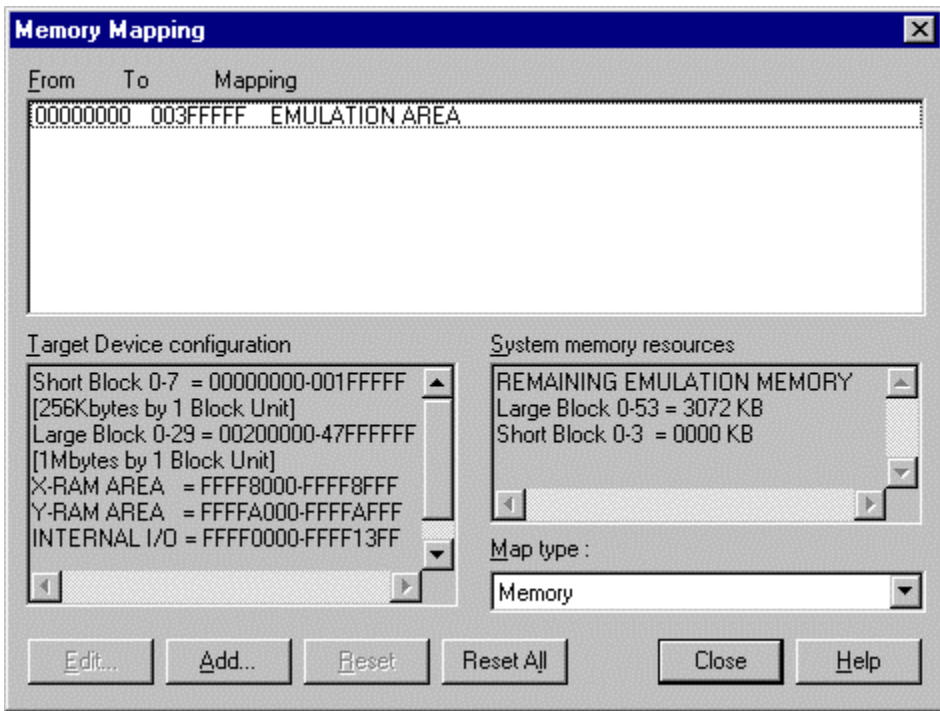 Memory Mapping
From To Mapping
00000000 003FFFFF EMULATION AREA
Target Device configuration
Short Block 0-7 = 00000000-001FFFFF
[256Kbytes by 1 Block Unit]
Large Block 0-29 = 00200000-47FFFFFF
[1Mbytes by 1 Block Unit]
X-RAM AREA = FFFF8000-FFFF8FFF
Y-RAM AREA = FFFFA000-FFFFAFFF
INTERNAL I/O = FFFF0000-FFFF13FF
System memory resources
REMAINING EMULATION MEMORY
Large Block 0-53 = 3072 KB
Short Block 0-3 = 0000 KB
Map type :
Memory
Edit... Add... Reset Reset All Close Help